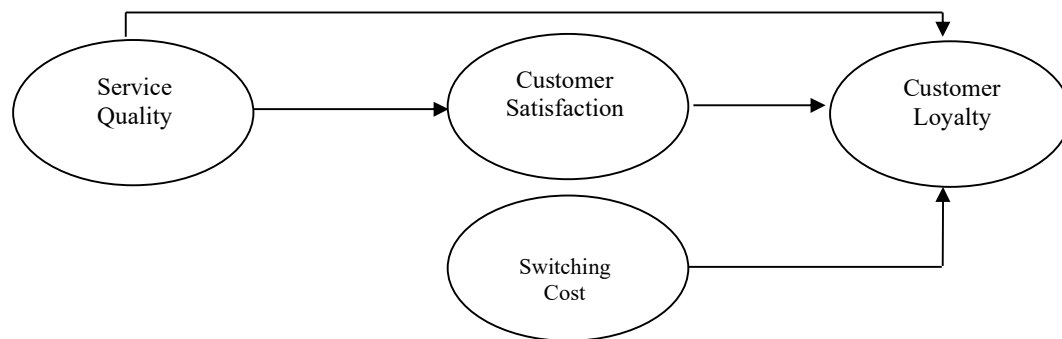 Service
Quality
Customer
Satisfaction
Customer
Loyalty
Switching
Cost